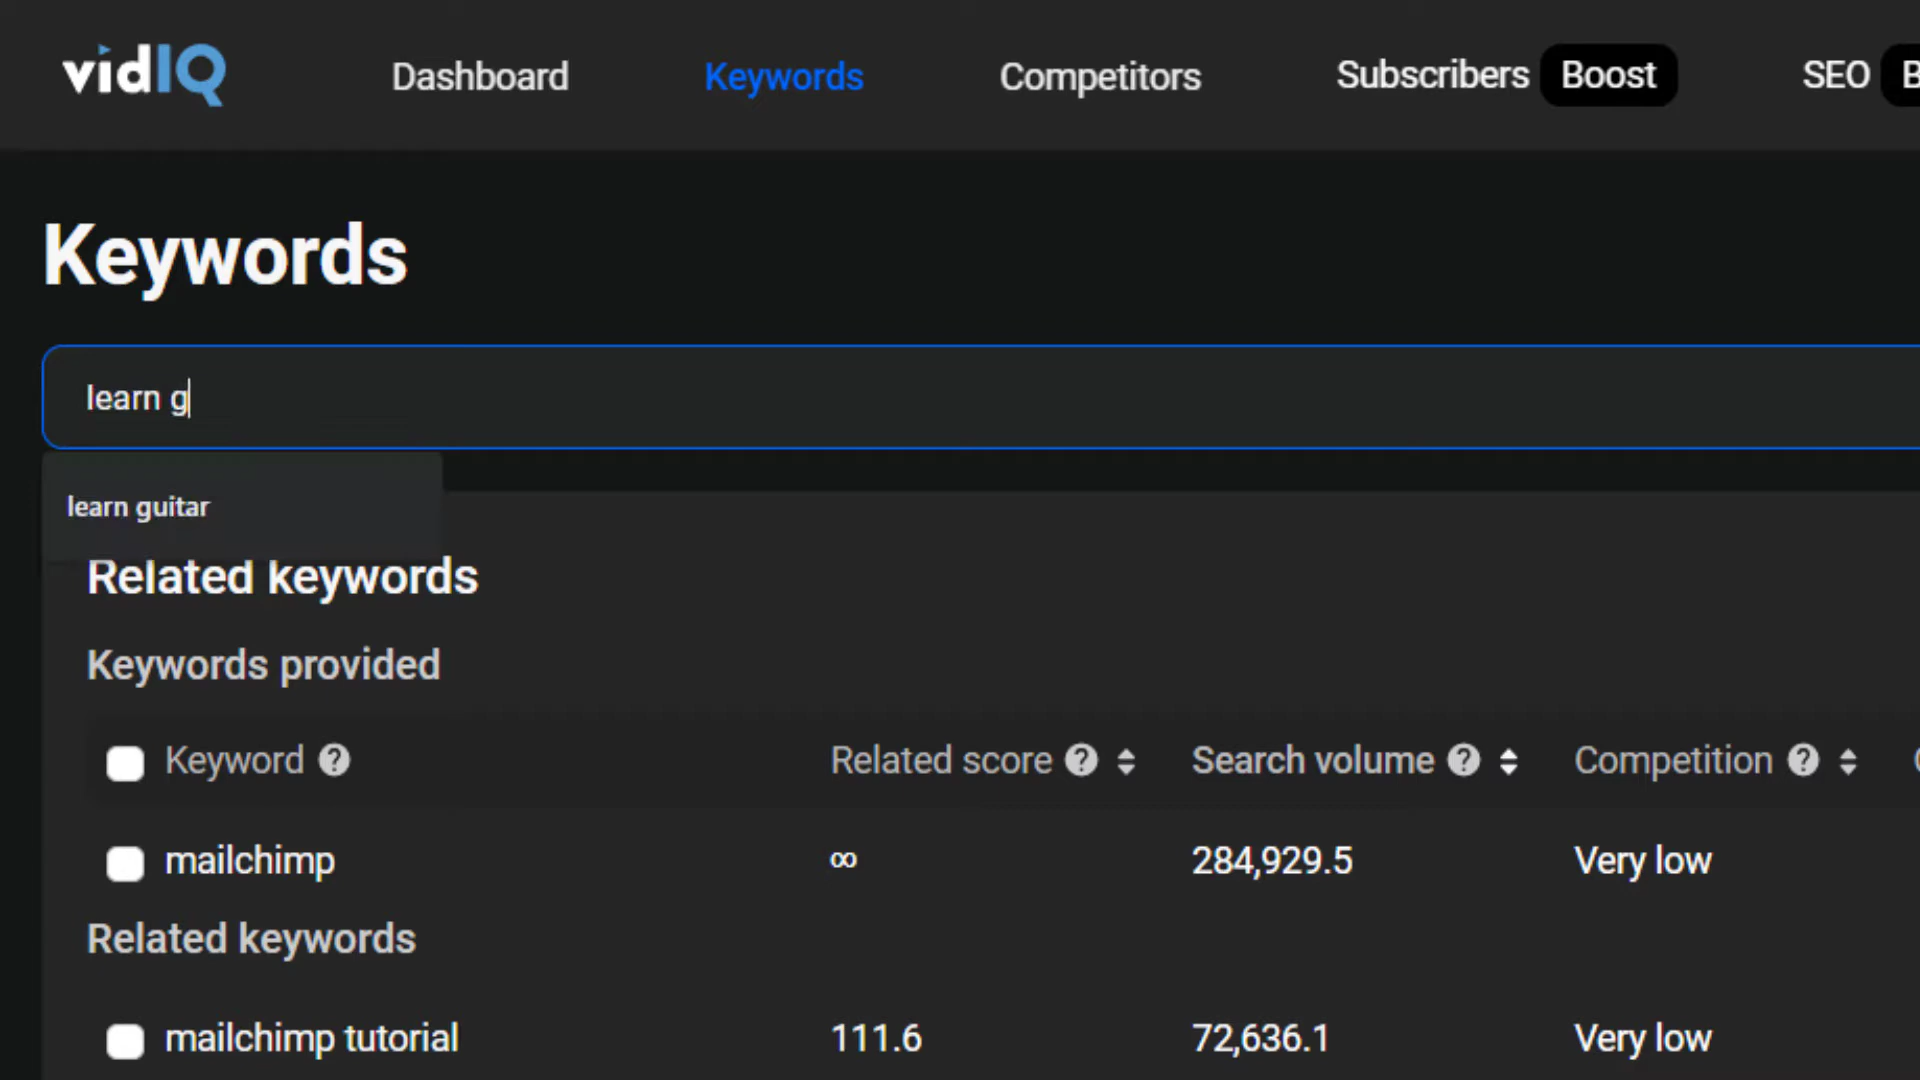 vidIQ Dashboard Keywords Competitors Subscribers Boost SEO B
Keywords
learn g
learn guitar
Related keywords
Keywords provided
Keyword ? Related score ? Search volume ? Competition ?
mailchimp ∞ 284,929.5 Very low
Related keywords
mailchimp tutorial 111.6 72,636.1 Very low